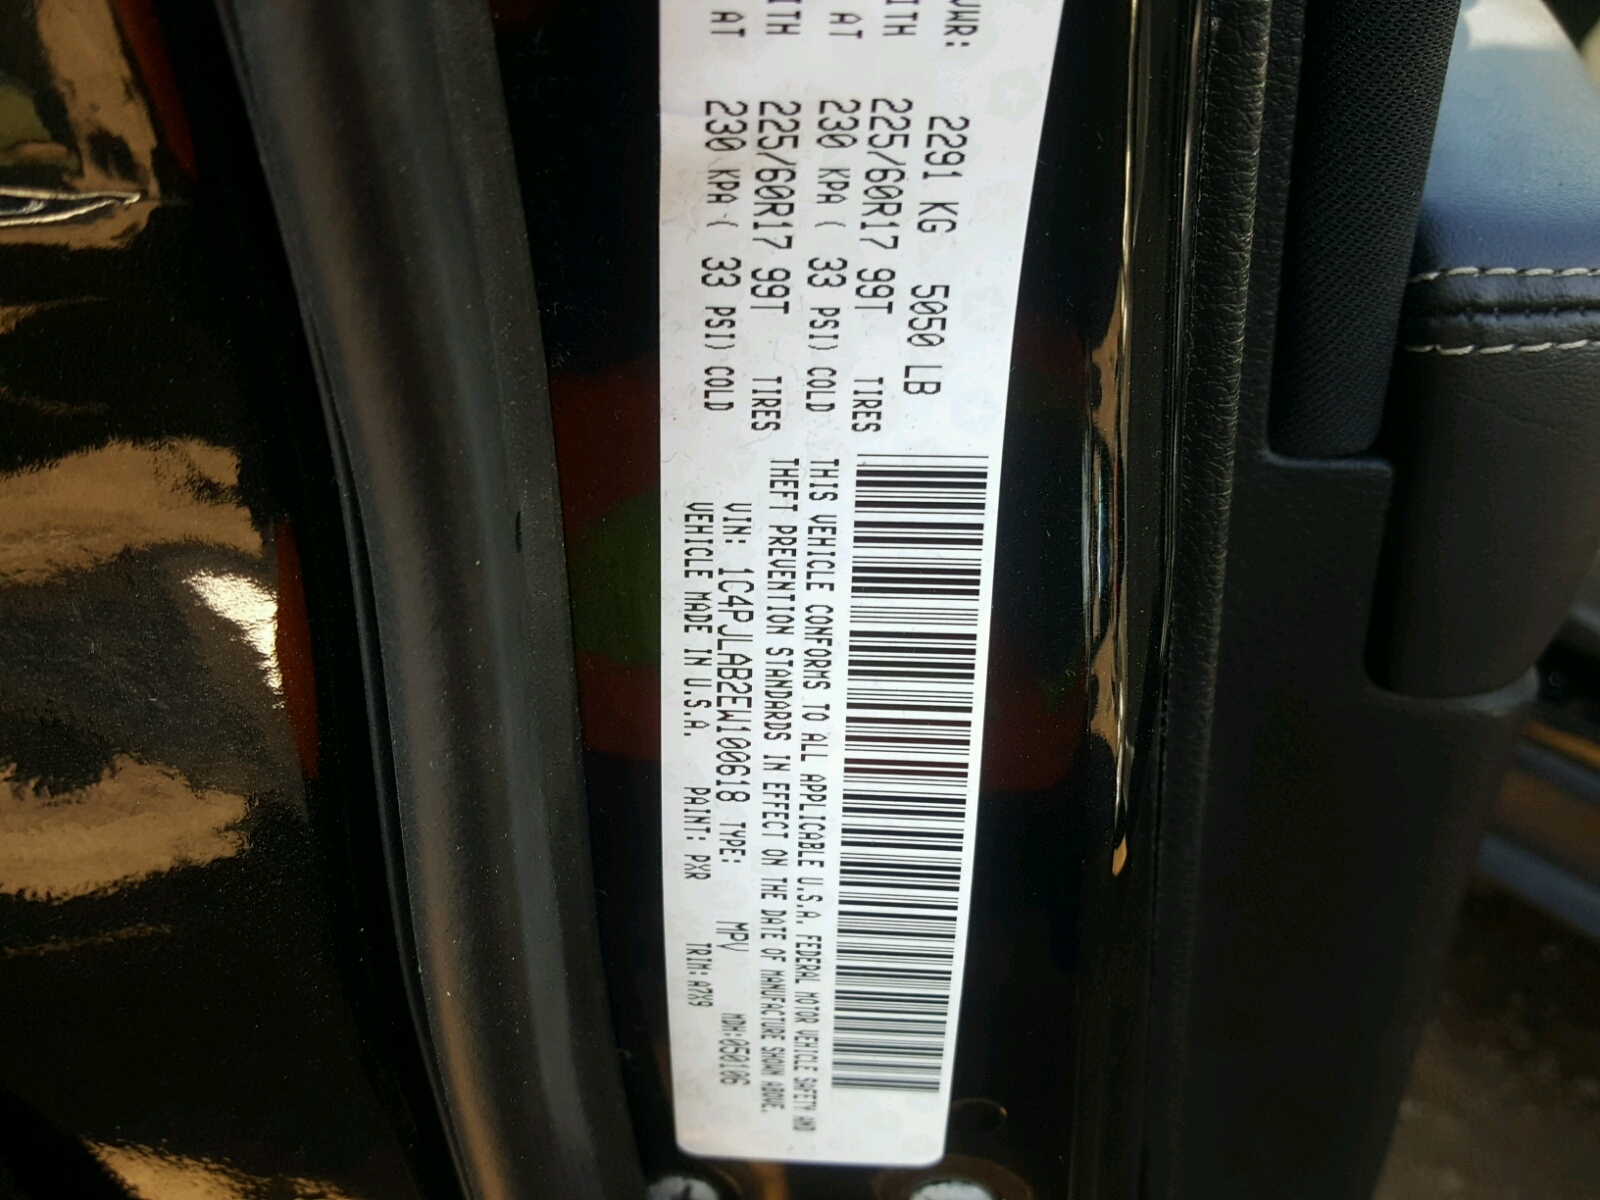 VWR: 2291 KG 5050 LB
ITH 225/60R17 99T TIRES
AT 230 KPA ( 33 PSI) COLD
ITH 225/60R17 99T TIRES
AT 230 KPA ( 33 PSI) COLD
THIS VEHICLE CONFORMS TO ALL APPLICABLE U.S.A. FEDERAL MOTOR VEHICLE SAFETY AND
THEFT PREVENTION STANDARDS IN EFFECT ON THE DATE OF MANUFACTURE SHOWN ABOVE.
VIN: 1C4PJLAB2EW100618 TYPE: MPV MDH:050106
VEHICLE MADE IN U.S.A. PAINT: PXR TRIM:A7X9